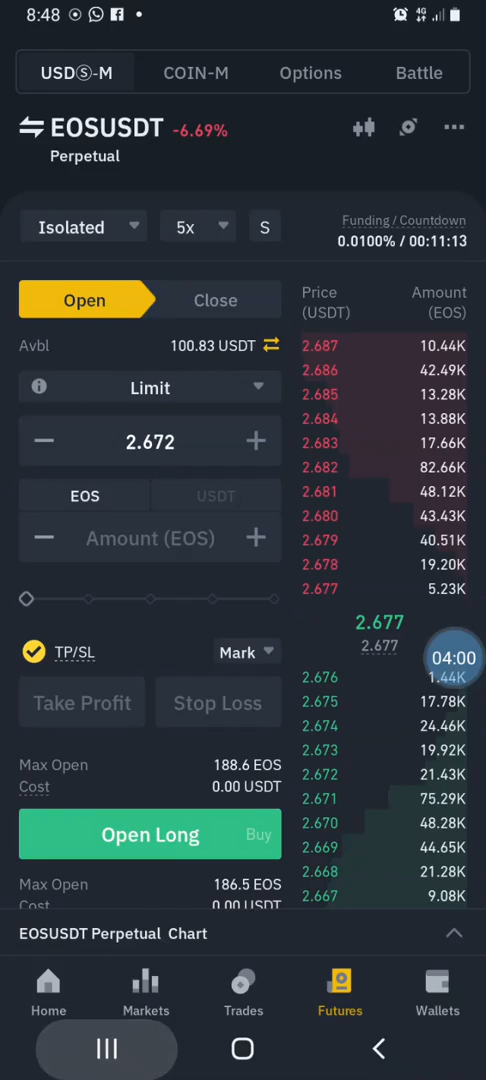 8:48 4G
USDⓈ-M COIN-M Options Battle
EOSUSDT -6.69%
Perpetual
Isolated 5x S
Funding / Countdown
0.0100% / 00:11:13
Open Close
Avbl 100.83 USDT
Limit
2.672
EOS USDT
Amount (EOS)
TP/SL Mark
Take Profit Stop Loss
Max Open 188.6 EOS
Cost 0.00 USDT
Open Long Buy
Max Open 186.5 EOS
Cost 0.00 USDT
Price Amount
(USDT) (EOS)
2.687 10.44K
2.686 42.49K
2.685 13.28K
2.684 13.88K
2.683 17.66K
2.682 82.66K
2.681 48.12K
2.680 43.43K
2.679 40.51K
2.678 19.20K
2.677 5.23K
2.677
2.677
04:00
2.676 1.44K
2.675 17.78K
2.674 24.46K
2.673 19.92K
2.672 21.43K
2.671 75.29K
2.670 48.28K
2.669 44.65K
2.668 21.28K
2.667 9.08K
EOSUSDT Perpetual Chart
Home Markets Trades Futures Wallets